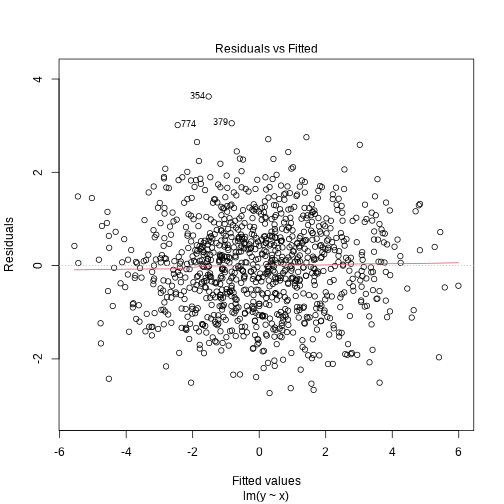 Residuals vs Fitted
4
354
774
379
2
Residuals
0
-2
-6 -4 -2 0 2 4 6
Fitted values
lm(y ~ x)